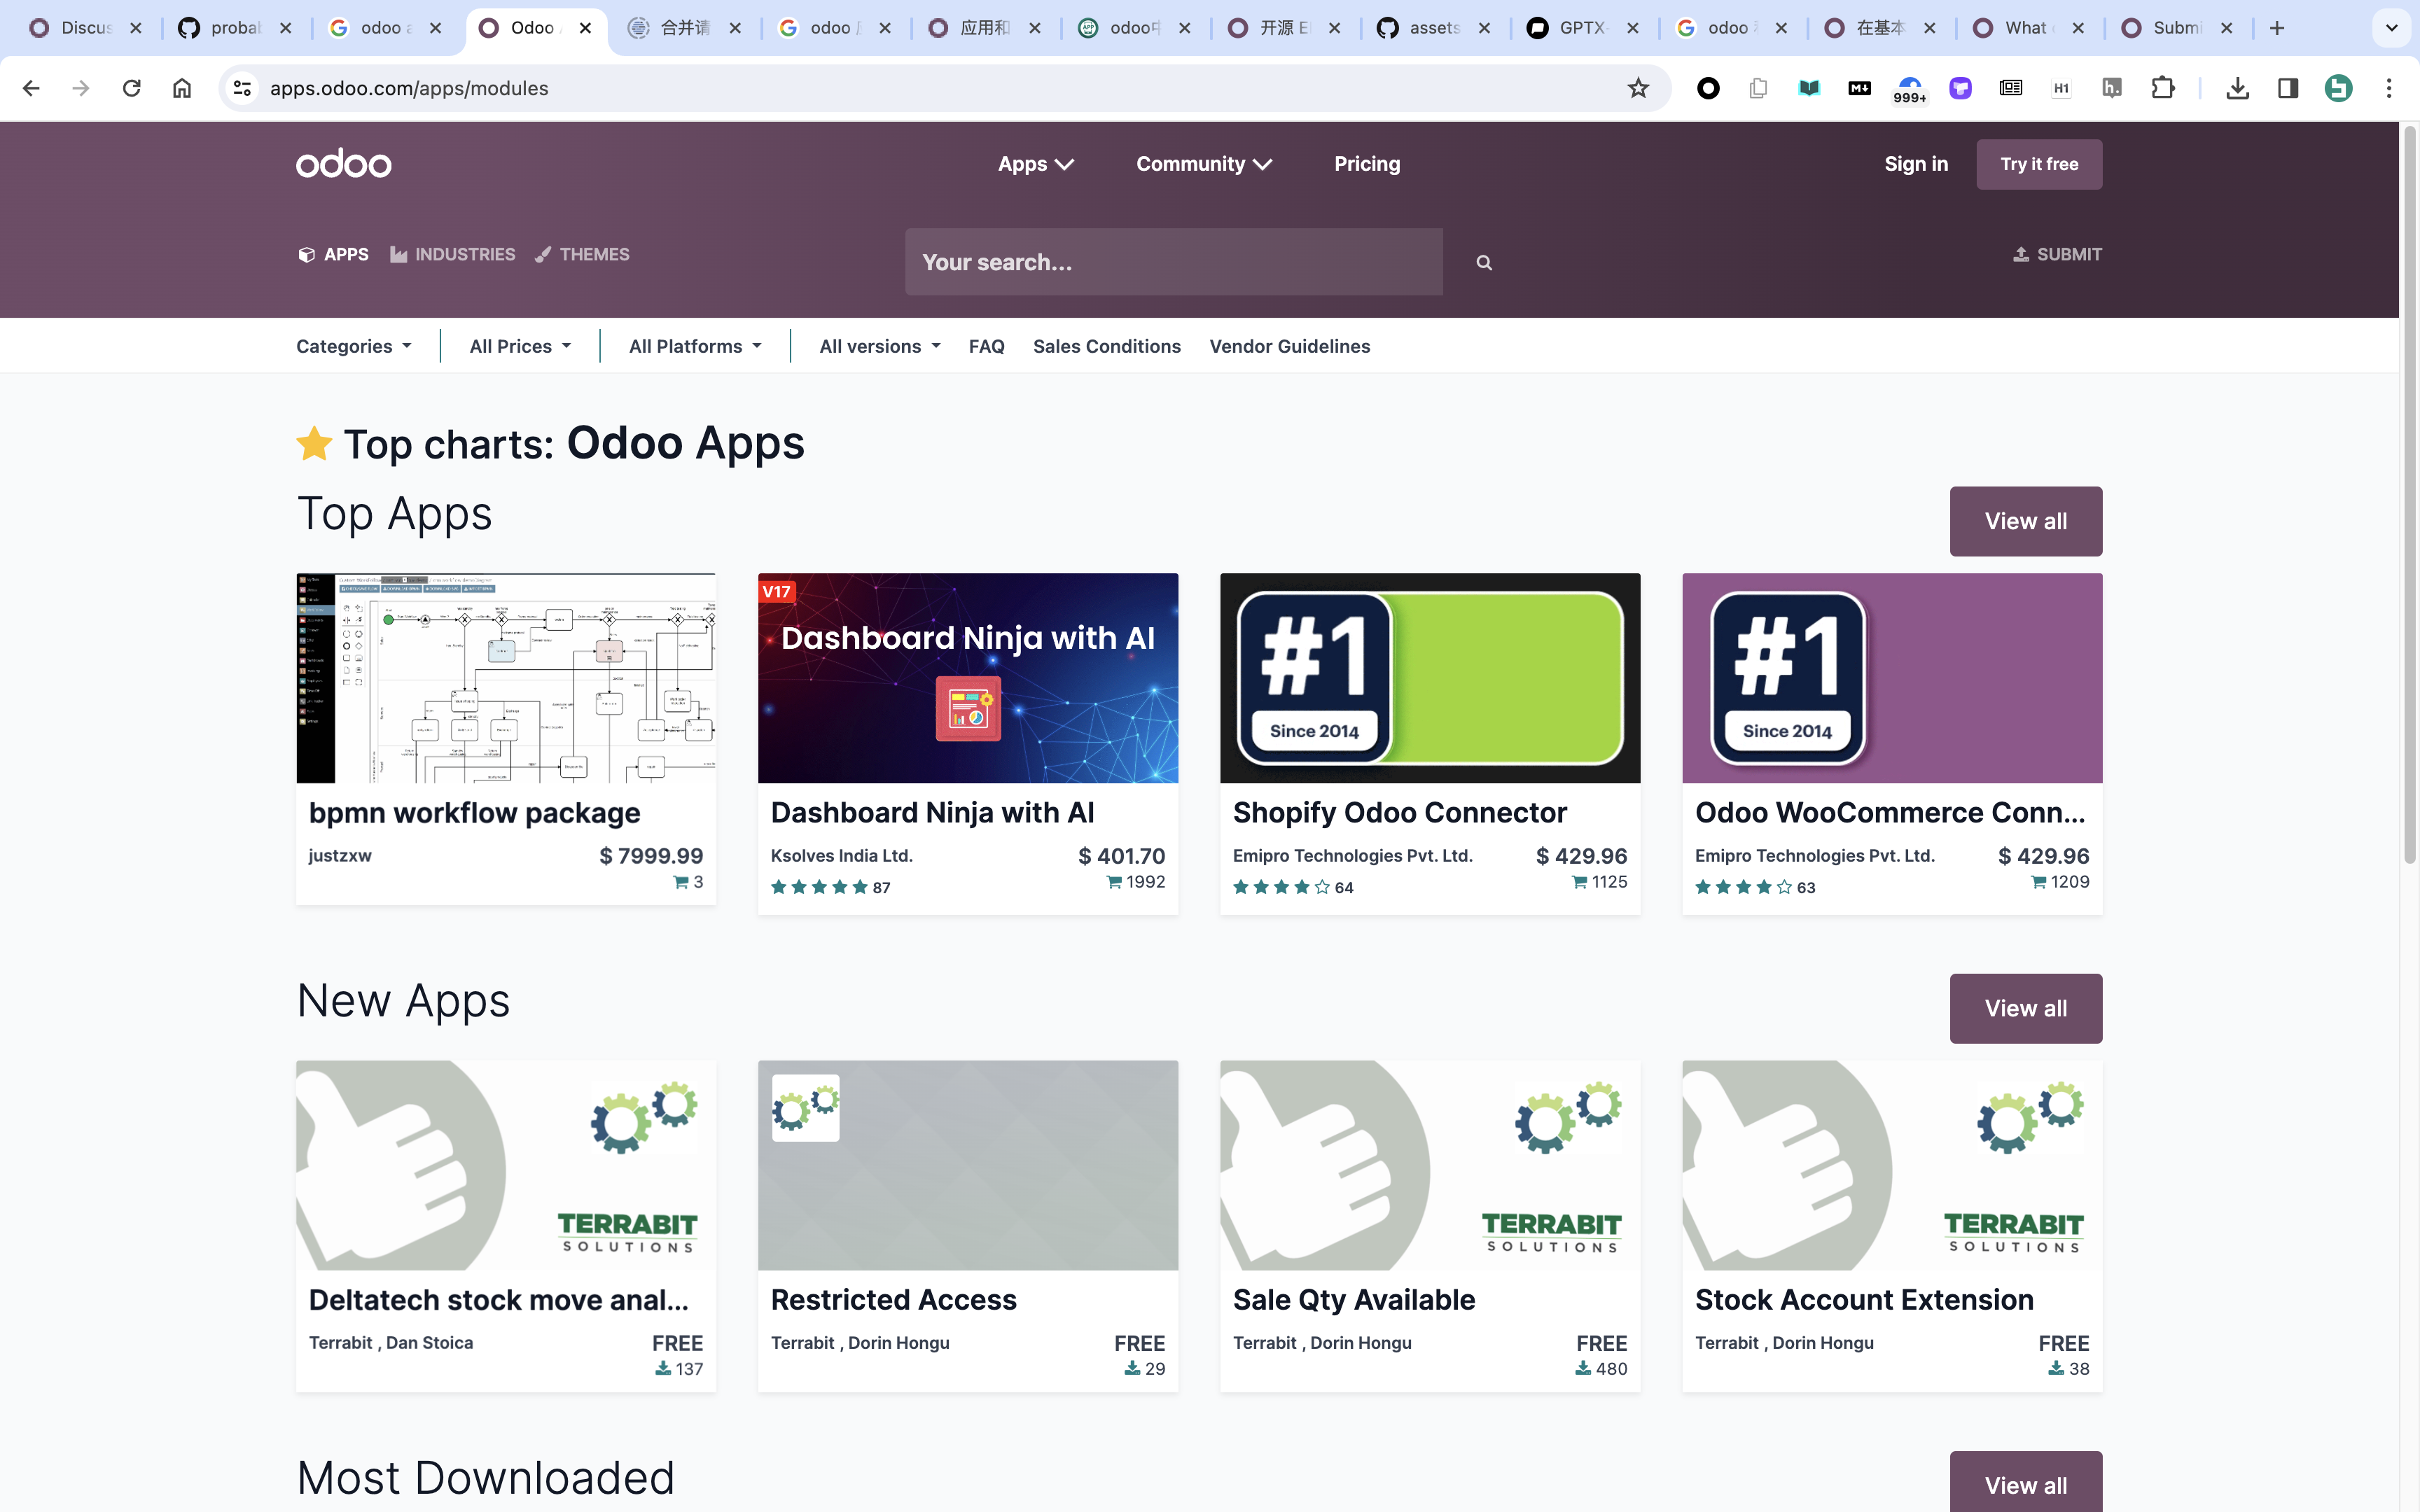 Discus
probal
odoo a
Odoo
合并请
odoo
应用和
odoo中
开源 E
assets
GPTX
odoo
在基本
What
Submi
apps.odoo.com/apps/modules
999+
H1
h.
odoo
Apps
Community
Pricing
Sign in
Try it free
APPS
INDUSTRIES
THEMES
Your search...
SUBMIT
Categories
All Prices
All Platforms
All versions
FAQ
Sales Conditions
Vendor Guidelines
Top charts: Odoo Apps
Top Apps
View all
V17
Dashboard Ninja with AI
#1
Since 2014
#1
Since 2014
bpmn workflow package
justzxw
$ 7999.99
3
Dashboard Ninja with AI
Ksolves India Ltd.
$ 401.70
87
1992
Shopify Odoo Connector
Emipro Technologies Pvt. Ltd.
$ 429.96
64
1125
Odoo WooCommerce Conn...
Emipro Technologies Pvt. Ltd.
$ 429.96
63
1209
New Apps
View all
TERRABIT
SOLUTIONS
TERRABIT
SOLUTIONS
TERRABIT
SOLUTIONS
Deltatech stock move anal...
Terrabit , Dan Stoica
FREE
137
Restricted Access
Terrabit , Dorin Hongu
FREE
29
Sale Qty Available
Terrabit , Dorin Hongu
FREE
480
Stock Account Extension
Terrabit , Dorin Hongu
FREE
38
Most Downloaded
View all